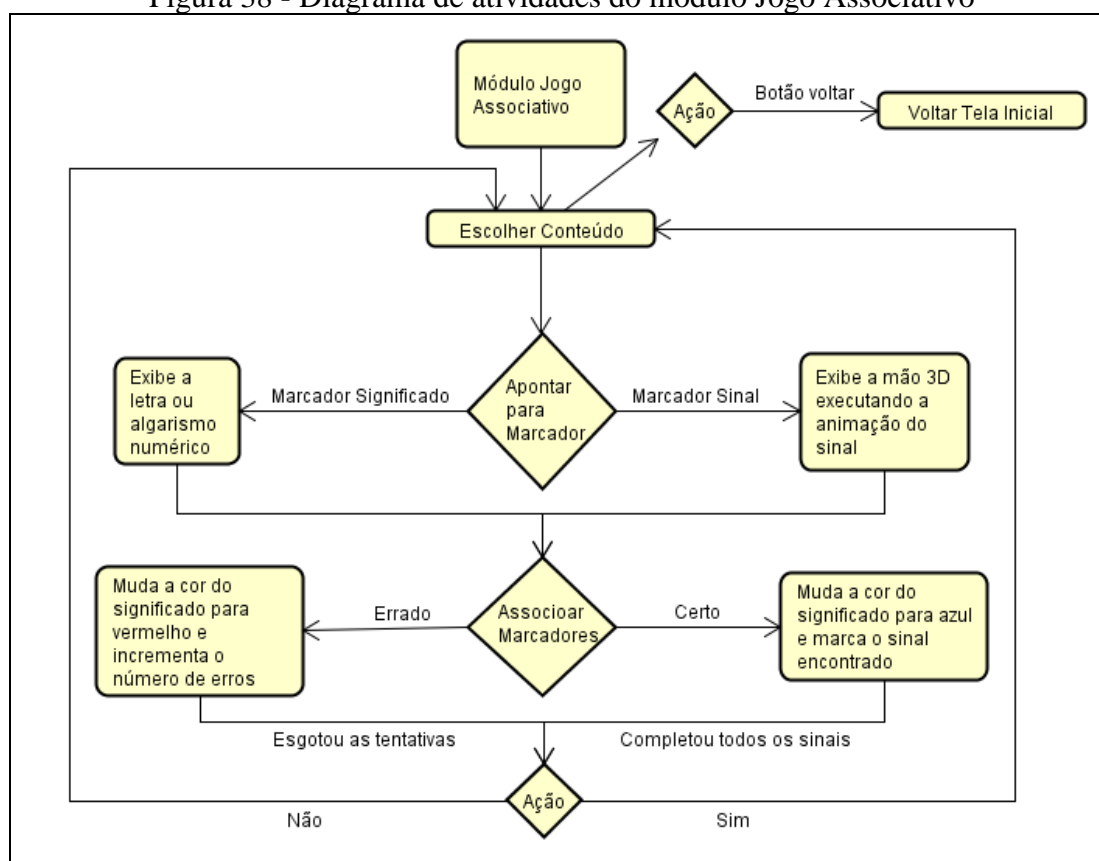 Figura 38 - Diagrama de atividades do módulo Jogo Associativo
Módulo Jogo
Associativo
Ação
Botão voltar
Voltar Tela Inicial
Escolher Conteúdo
Exibe a
letra ou
algarismo
numérico
Marcador Significado
Apontar
para
Marcador
Marcador Sinal
Exibe a mão 3D
executando a
animação do
sinal
Muda a cor do
significado para
vermelho e
incrementa o
número de erros
Errado
Associoar
Marcadores
Certo
Muda a cor do
significado para azul
e marca o sinal
encontrado
Esgotou as tentativas
Completou todos os sinais
Ação
Não
Sim